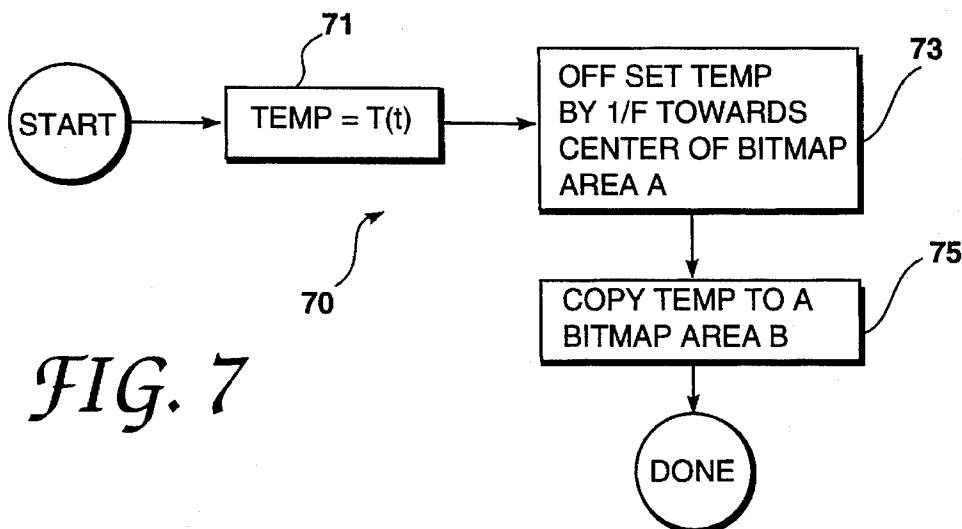 71
START
TEMP = T(t)
OFF SET TEMP
BY 1/F TOWARDS
CENTER OF BITMAP
AREA A
73
70
COPY TEMP TO A
BITMAP AREA B
75
FIG. 7
DONE